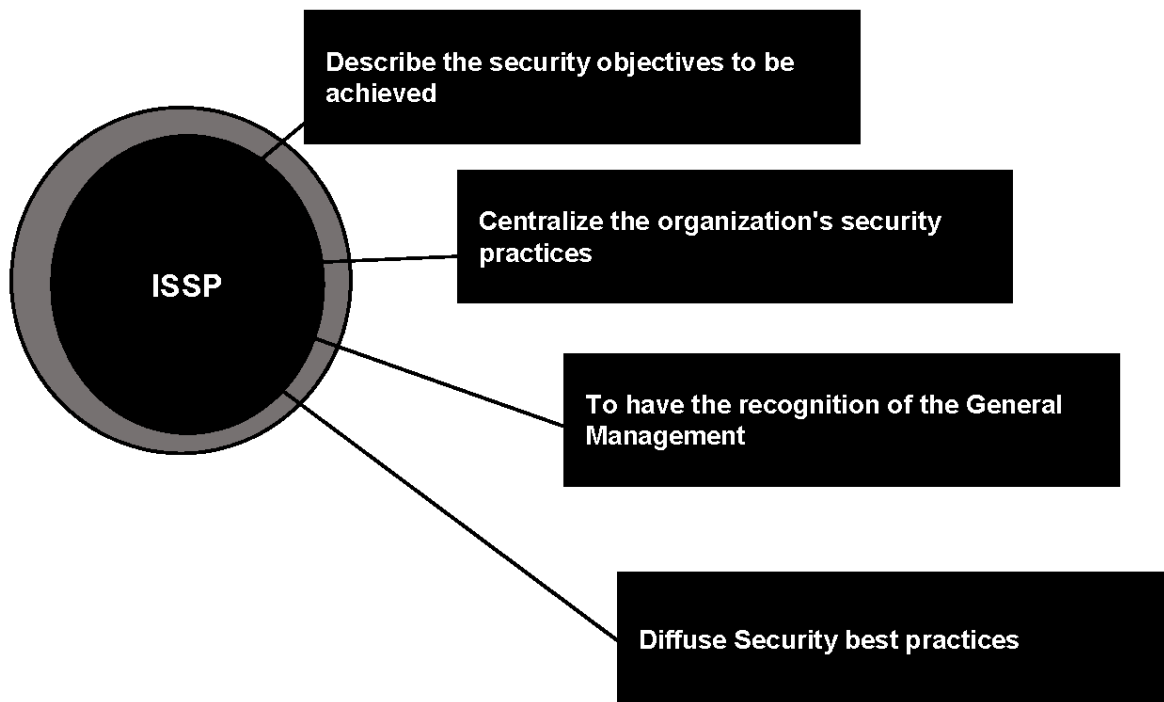 Describe the security objectives to be
achieved
Centralize the organization's security
practices
ISSP
To have the recognition of the General
Management
Diffuse Security best practices